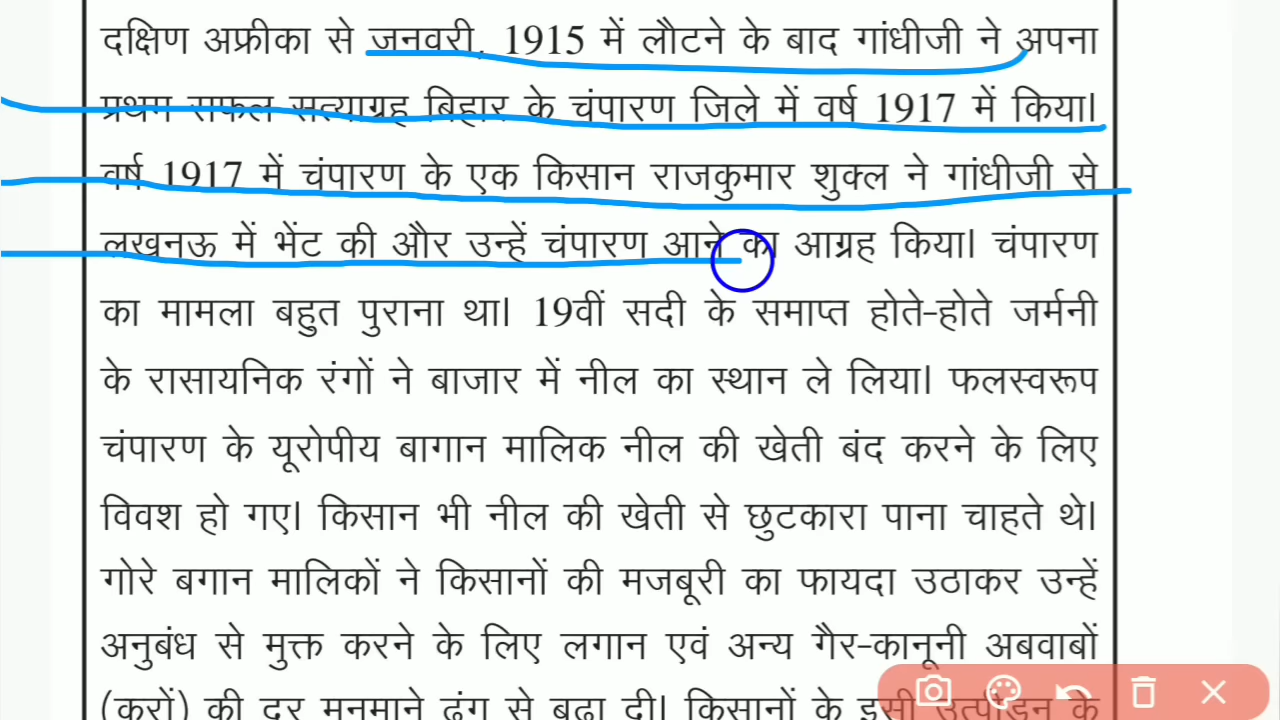 दक्षिण अफ्रीका से जनवरी, 1915 में लौटने के बाद गांधीजी ने अपना
प्रथम सफल सत्याग्रह बिहार के चंपारण जिले में वर्ष 1917 में किया।
वर्ष 1917 में चंपारण के एक किसान राजकुमार शुक्ल ने गांधीजी से
लखनऊ में भेंट की और उन्हें चंपारण आने का आग्रह किया। चंपारण
का मामला बहुत पुराना था। 19वीं सदी के समाप्त होते-होते जर्मनी
के रासायनिक रंगों ने बाजार में नील का स्थान ले लिया। फलस्वरूप
चंपारण के यूरोपीय बागान मालिक नील की खेती बंद करने के लिए
विवश हो गए। किसान भी नील की खेती से छुटकारा पाना चाहते थे।
गोरे बगान मालिकों ने किसानों की मजबूरी का फायदा उठाकर उन्हें
अनुबंध से मुक्त करने के लिए लगान एवं अन्य गैर-कानूनी अबवाबों
(करों) की दर मनमाने ढंग से बढ़ा दी। किसानों के इसी उत्पीड़न के